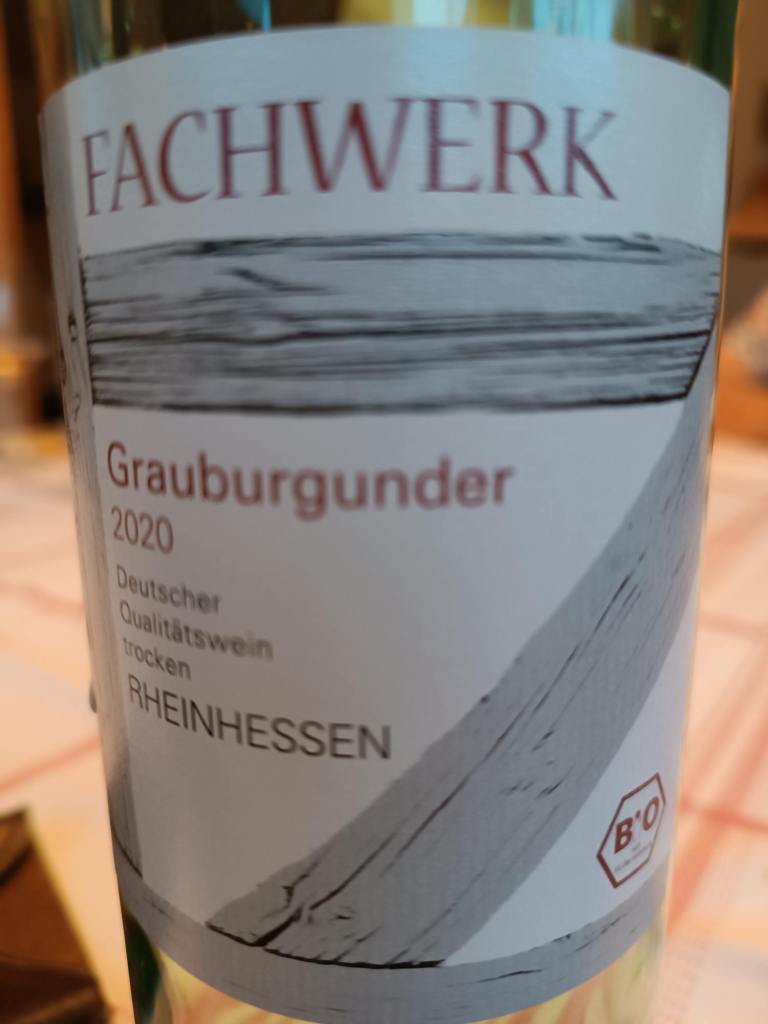 FACHWERK
Grauburgunder
2020
Deutscher
Qualitätswein
trocken
RHEINHESSEN
BIO